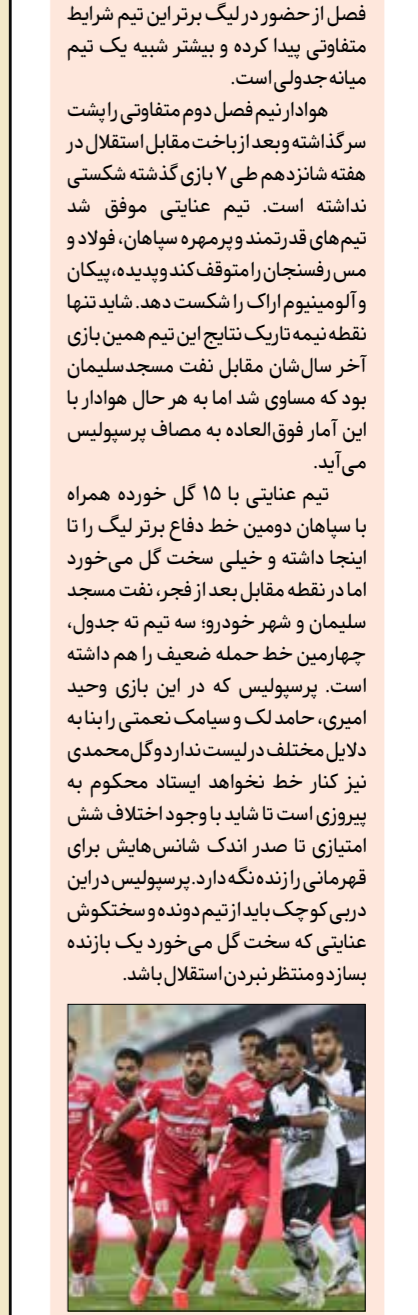 فصل از حضور در لیگ برتر این تیم شرایط
متفاوتی پیدا کرده و بیشتر شبیه یک تیم
میانه جدولی است.
هوادار نیم فصل دوم متفاوتی را پشت
سر گذاشته و بعد از باخت مقابل استقلال در
هفته شانزدهم طی ۷ بازی گذشته شکستی
نداشته است. تیم عنایتی موفق شد
تیم‌های قدرتمند و پرمهره سپاهان، فولاد و
مس رفسنجان را متوقف کند و پدیده، پیکان
و آلومینیوم اراک را شکست دهد. شاید تنها
نقطه نیمه تاریک نتایج این تیم همین بازی
آخر سال‌شان مقابل نفت مسجدسلیمان
بود که مساوی شد اما به هر حال هوادار با
این آمار فوق‌العاده به مصاف پرسپولیس
می‌آید.
تیم عنایتی با ۱۵ گل خورده همراه
با سپاهان دومین خط دفاع برتر لیگ را تا
اینجا داشته و خیلی سخت گل می‌خورد
اما در نقطه مقابل بعد از فجر، نفت مسجد
سلیمان و شهر خودرو؛ سه تیم ته جدول،
چهارمین خط حمله ضعیف را هم داشته
است. پرسپولیس که در این بازی وحید
امیری، حامد لک و سیامک نعمتی را بنا به
دلایل مختلف در لیست ندارد و گل‌محمدی
نیز کنار خط نخواهد ایستاد محکوم به
پیروزی است تا شاید با وجود اختلاف شش
امتیازی تا صدر اندک شانس‌هایش برای
قهرمانی را زنده نگه دارد. پرسپولیس در این
دربی کوچک باید از تیم دونده و سختکوش
عنایتی که سخت گل می‌خورد یک بازنده
بسازد و منتظر نبردن استقلال باشد.